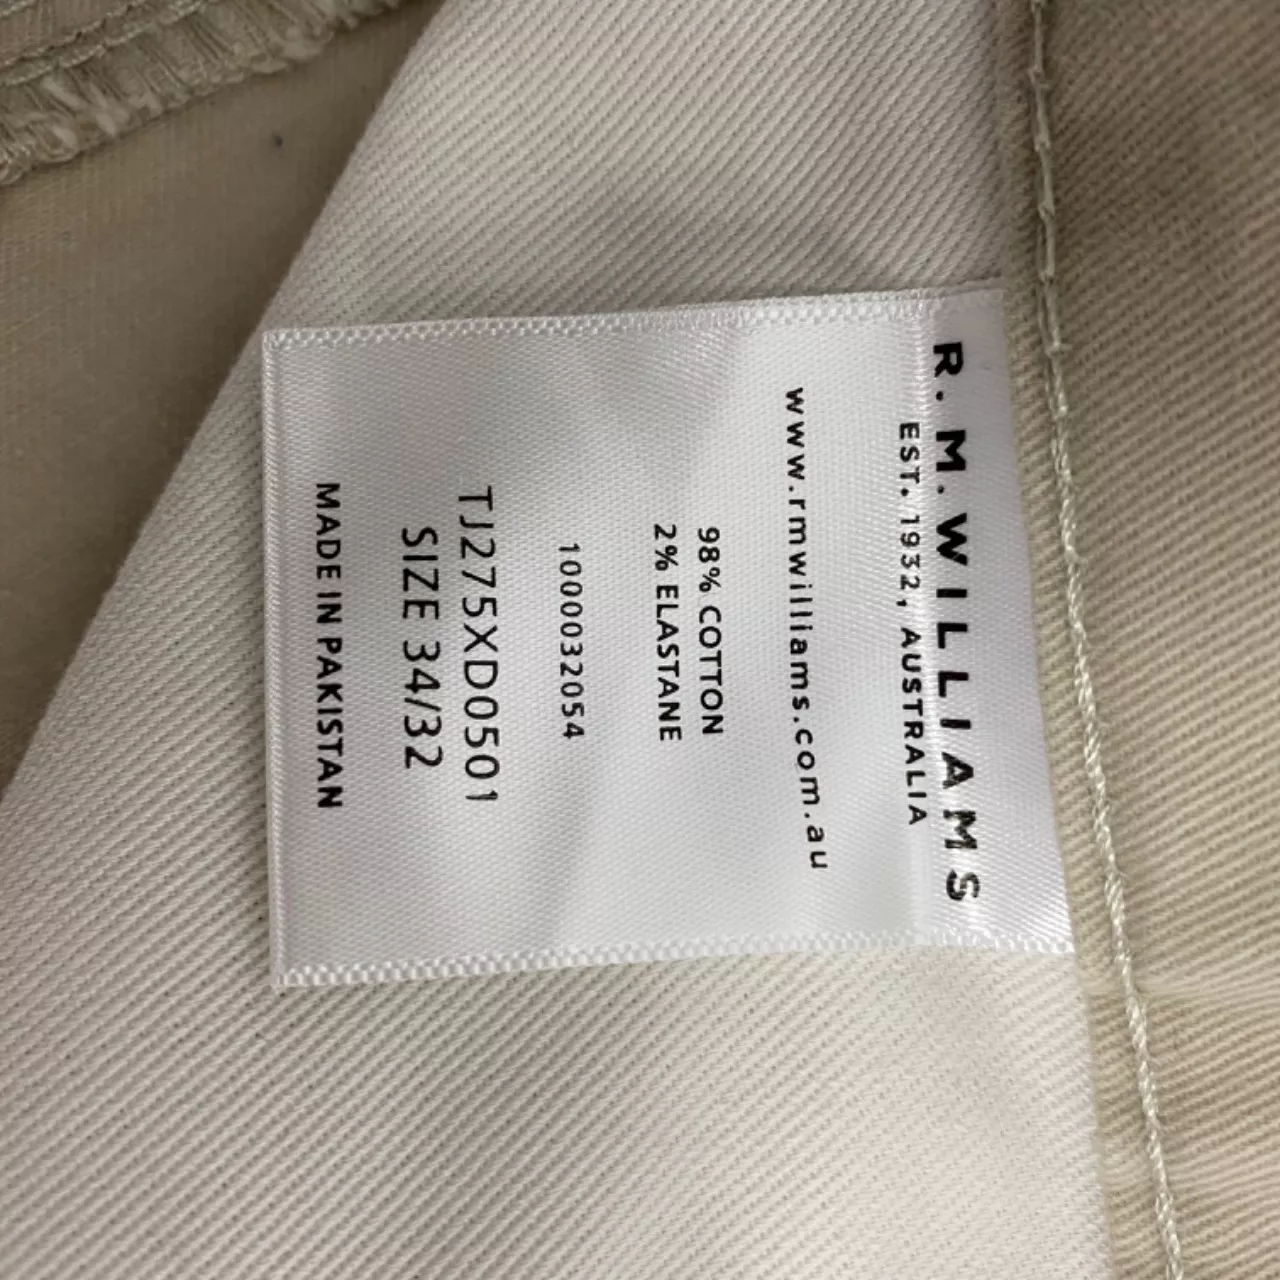 R.M.WILLIAMS
EST. 1932, AUSTRALIA
www.rmwilliams.com.au
98% COTTON
2% ELASTANE
1000032054
TJ275XD0501
SIZE 34/32
MADE IN PAKISTAN